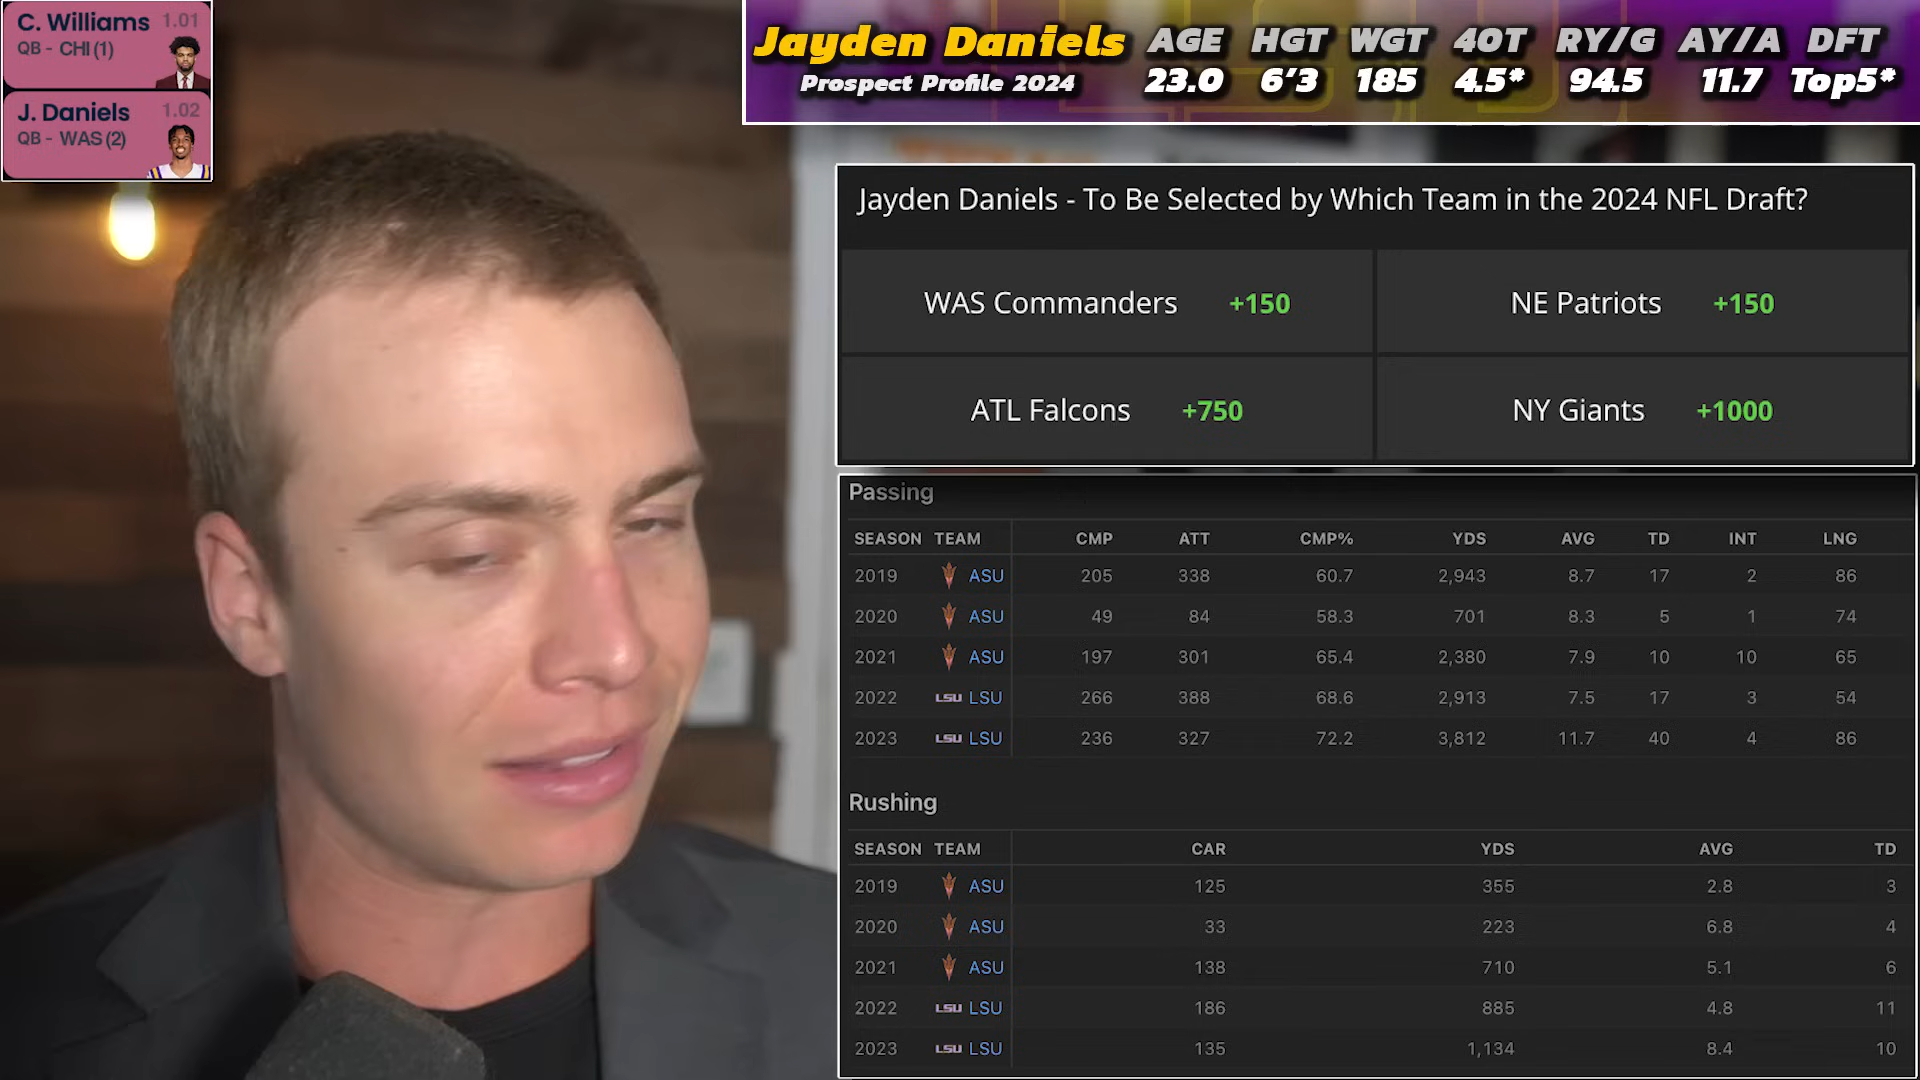 C. Williams 1.01
QB - CHI (1)
J. Daniels 1.02
QB - WAS (2)
Jayden Daniels AGE HGT WGT 40T RY/G AY/A DFT
Prospect Profile 2024 23.0 6'3 185 4.5* 94.5 11.7 Top5*
Jayden Daniels - To Be Selected by Which Team in the 2024 NFL Draft?
WAS Commanders +150 NE Patriots +150
ATL Falcons +750 NY Giants +1000
Passing
SEASON TEAM CMP ATT CMP% YDS AVG TD INT LNG
2019 ASU 205 338 60.7 2,943 8.7 17 2 86
2020 ASU 49 84 58.3 701 8.3 5 1 74
2021 ASU 197 301 65.4 2,380 7.9 10 10 65
2022 LSU LSU 266 388 68.6 2,913 7.5 17 3 54
2023 LSU LSU 236 327 72.2 3,812 11.7 40 4 86
Rushing
SEASON TEAM CAR YDS AVG TD
2019 ASU 125 355 2.8 3
2020 ASU 33 223 6.8 4
2021 ASU 138 710 5.1 6
2022 LSU LSU 186 885 4.8 11
2023 LSU LSU 135 1,134 8.4 10